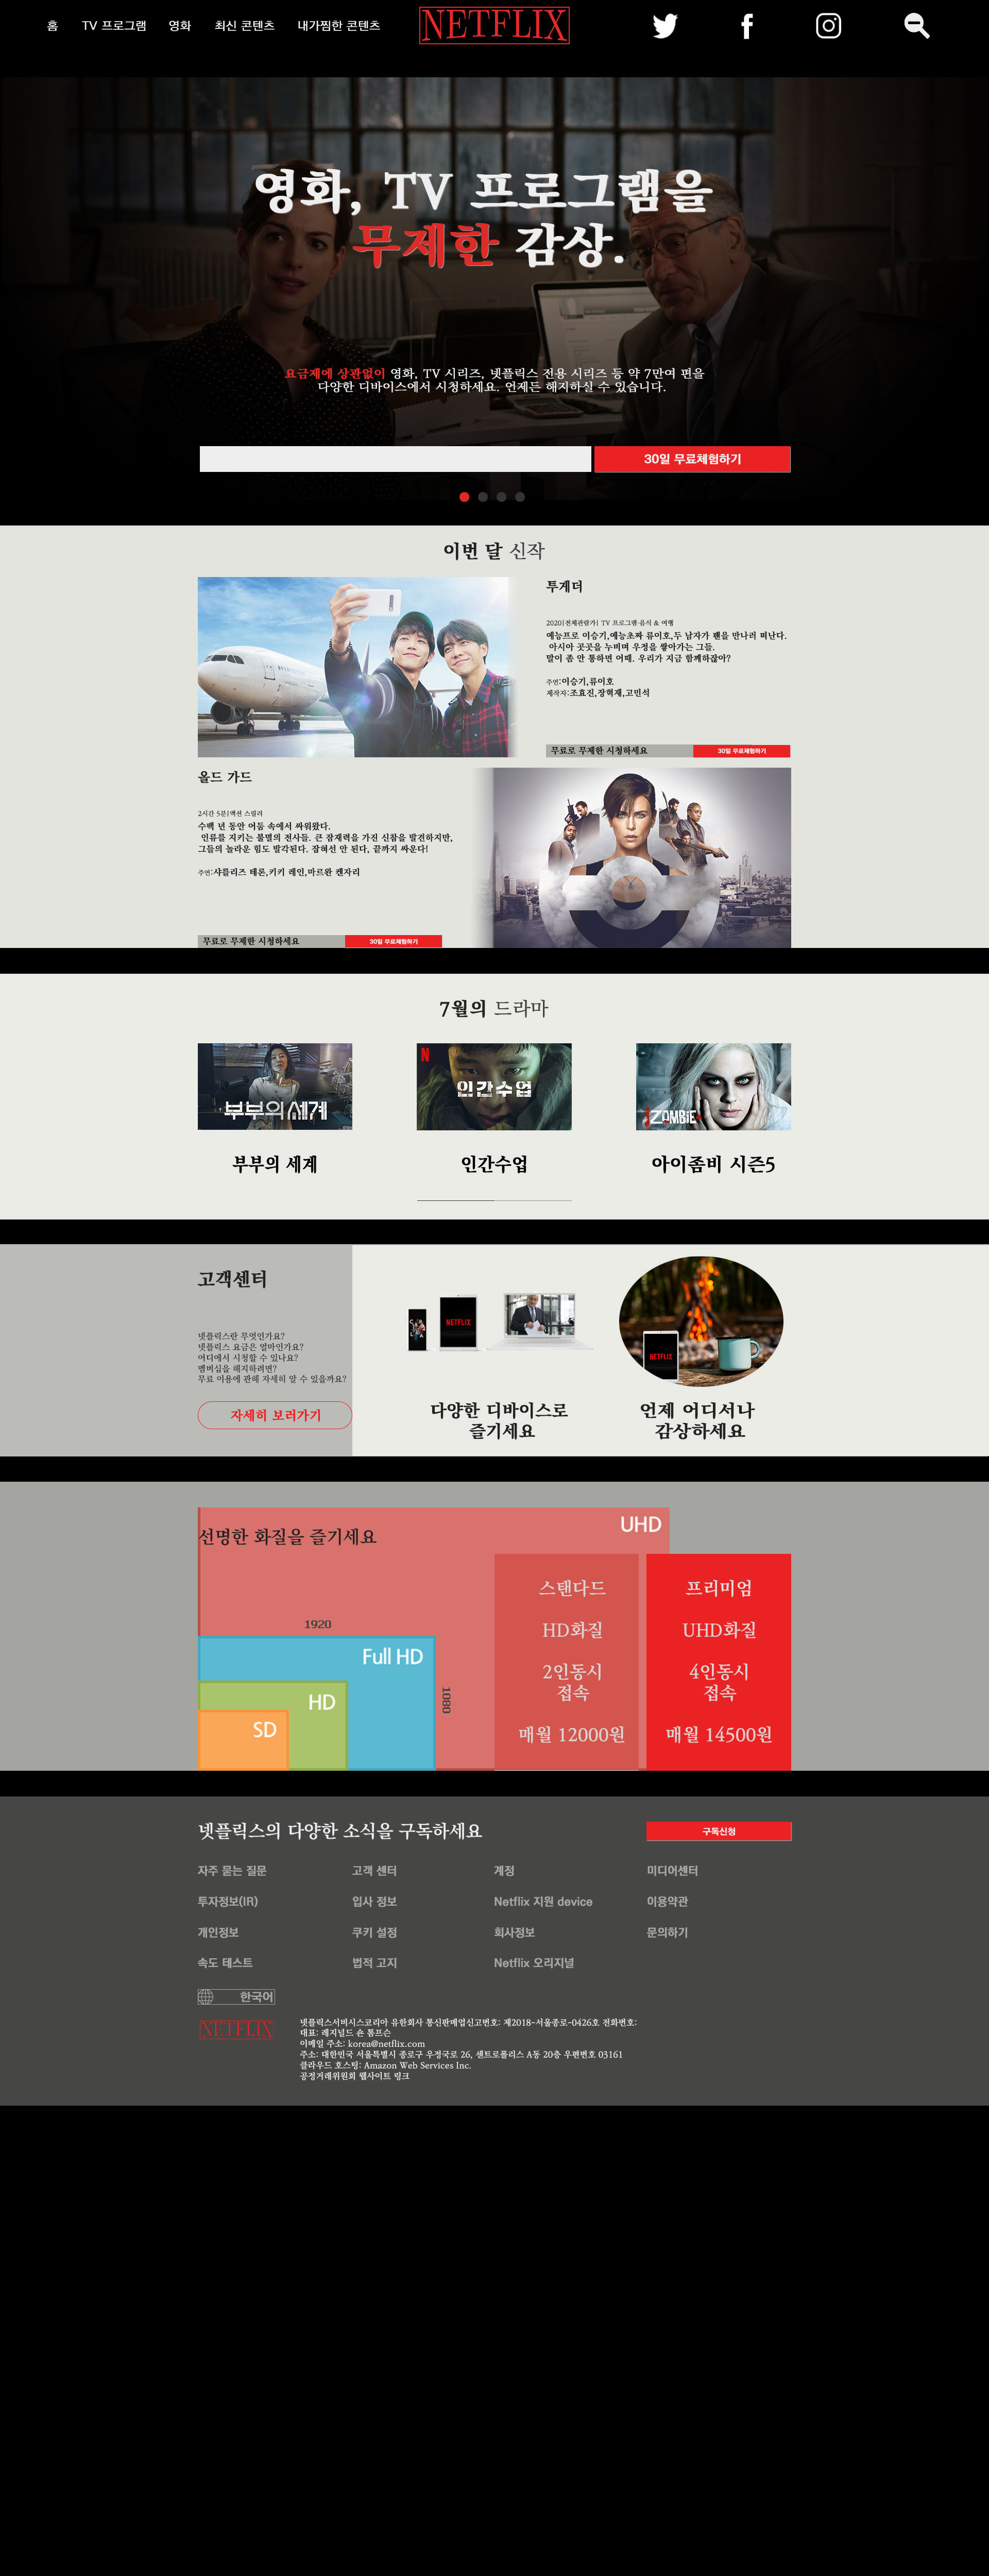 홈 TV 프로그램 영화 최신 콘텐츠 내가찜한 콘텐츠
NETFLIX
영화, TV 프로그램을
무제한 감상.
요금제에 상관없이 영화, TV 시리즈, 넷플릭스 전용 시리즈 등 약 7만여 편을
다양한 디바이스에서 시청하세요. 언제든 해지하실 수 있습니다.
30일 무료체험하기
이번 달 신작
투게더
2020|전체관람가| TV 프로그램·음식 & 여행
예능프로 이승기,예능초짜 류이호,두 남자가 팬을 만나러 떠난다.
아시아 곳곳을 누비며 우정을 쌓아가는 그들.
말이 좀 안 통하면 어때. 우리가 지금 함께하잖아?
주연:이승기,류이호
제작자:조효진,장혁재,고민석
무료로 무제한 시청하세요
30일 무료체험하기
올드 가드
2시간 5분|액션 스릴러
수백 년 동안 어둠 속에서 싸워왔다.
인류를 지키는 불멸의 전사들. 큰 잠재력을 가진 신참을 발견하지만,
그들의 놀라운 힘도 발각된다. 잡혀선 안 된다, 끝까지 싸운다!
주연:샤를리즈 테론,키키 레인,마르완 켄자리
무료로 무제한 시청하세요
30일 무료체험하기
7월의 드라마
부부의 세계
N
인간수업
iZOMBIE
부부의 세계
인간수업
아이좀비 시즌5
고객센터
넷플릭스란 무엇인가요?
넷플릭스 요금은 얼마인가요?
어디에서 시청할 수 있나요?
멤버십을 해지하려면?
무료 이용에 관해 자세히 알 수 있을까요?
자세히 보러가기
NETFLIX
다양한 디바이스로
즐기세요
NETFLIX
언제 어디서나
감상하세요
선명한 화질을 즐기세요
UHD
1920
Full HD
1080
HD
SD
스탠다드
HD화질
2인동시
접속
매월 12000원
프리미엄
UHD화질
4인동시
접속
매월 14500원
넷플릭스의 다양한 소식을 구독하세요
구독신청
자주 묻는 질문 고객 센터 계정 미디어센터
투자정보(IR) 입사 정보 Netflix 지원 device 이용약관
개인정보 쿠키 설정 회사정보 문의하기
속도 테스트 법적 고지 Netflix 오리지널
한국어
NETFLIX
넷플릭스서비시스코리아 유한회사 통신판매업신고번호: 제2018-서울종로-0426호 전화번호:
대표: 레지널드 숀 톰프슨
이메일 주소: korea@netflix.com
주소: 대한민국 서울특별시 종로구 우정국로 26, 센트로폴리스 A동 20층 우편번호 03161
클라우드 호스팅: Amazon Web Services Inc.
공정거래위원회 웹사이트 링크